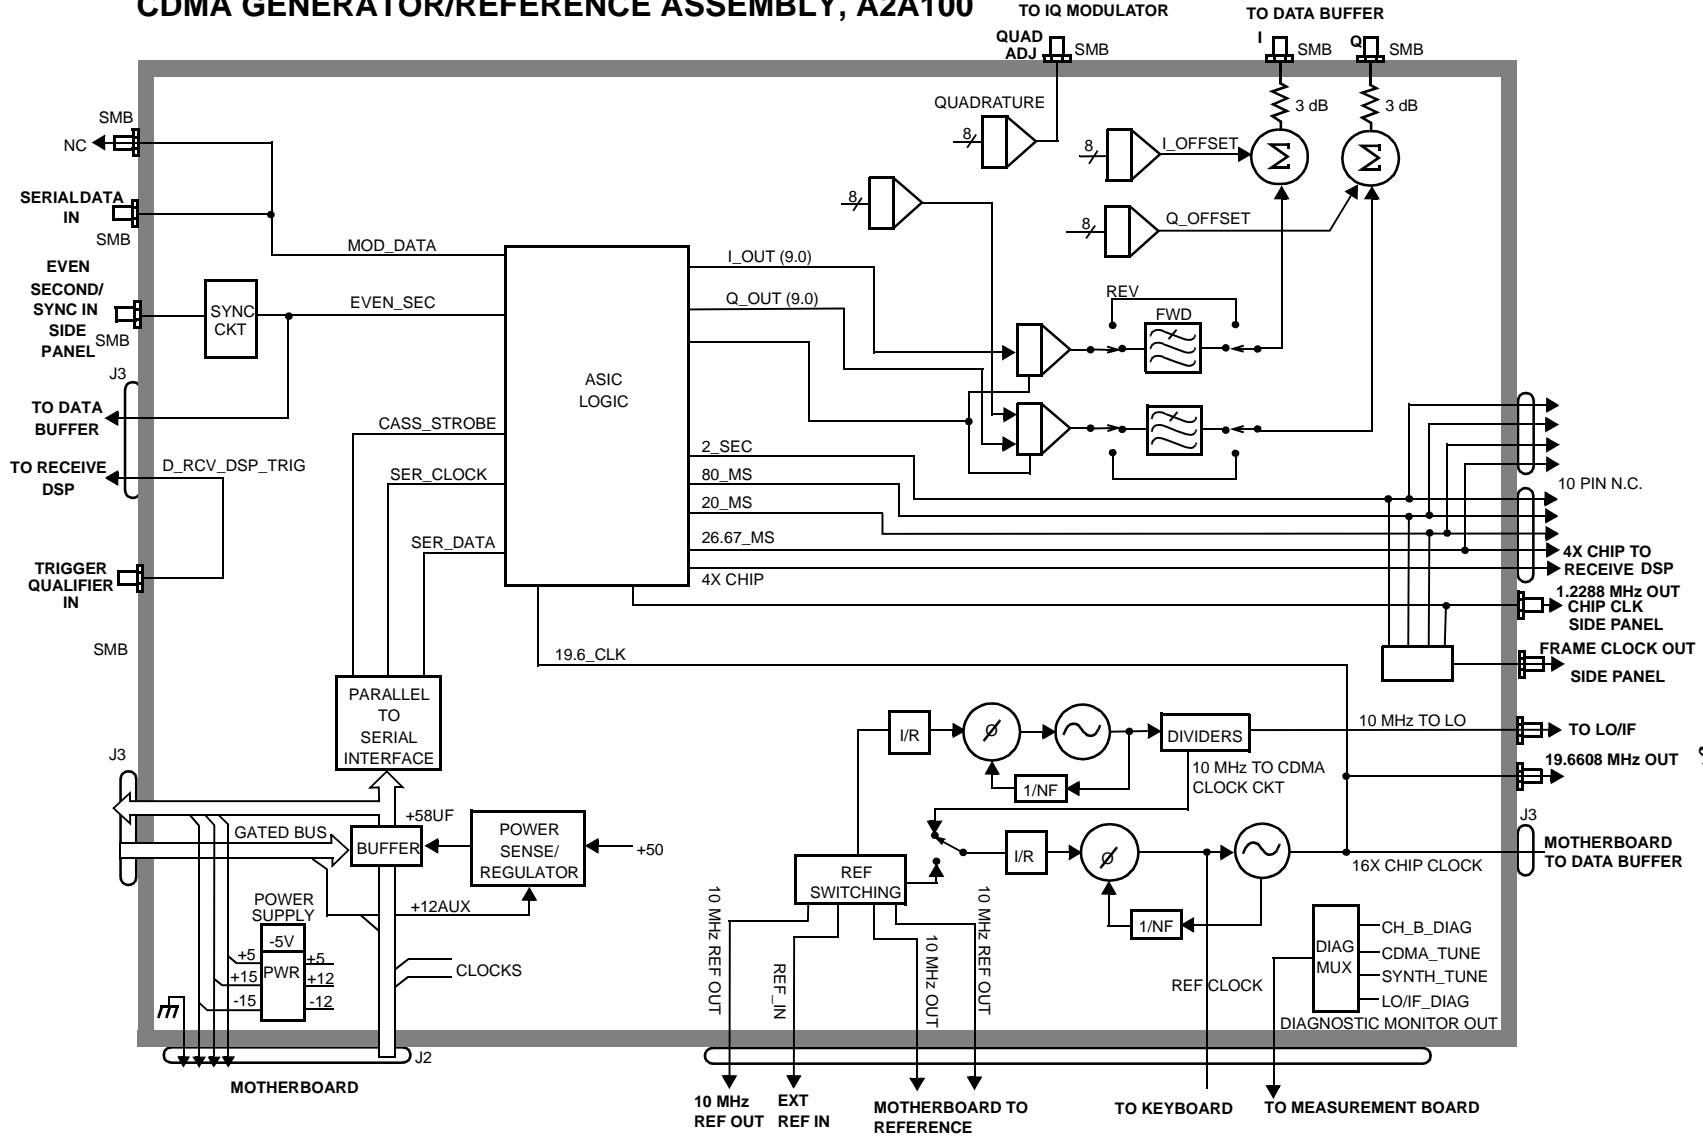 CDMA GENERATOR/REFERENCE ASSEMBLY, A2A100
TO IQ MODULATOR
TO DATA BUFFER
QUAD
ADJ
SMB
I
SMB
Q
SMB
3 dB
3 dB
QUADRATURE
8
8
I_OFFSET
Σ
Σ
8
8
Q_OFFSET
SMB
NC
SERIAL DATA
IN
SMB
MOD_DATA
EVEN
SECOND/
SYNC IN
SIDE
PANEL
SMB
SYNC
CKT
EVEN_SEC
I_OUT (9.0)
Q_OUT (9.0)
REV
FWD
ASIC
LOGIC
J3
TO DATA
BUFFER
TO RECEIVE
DSP
D_RCV_DSP_TRIG
CASS_STROBE
SER_CLOCK
SER_DATA
2_SEC
80_MS
20_MS
26.67_MS
4X CHIP
10 PIN N.C.
4X CHIP TO
RECEIVE DSP
TRIGGER
QUALIFIER
IN
SMB
1.2288 MHz OUT
CHIP CLK
SIDE PANEL
FRAME CLOCK OUT
SIDE PANEL
19.6_CLK
PARALLEL
TO
SERIAL
INTERFACE
I/R
ø
DIVIDERS
10 MHz TO LO
TO LO/IF
1/NF
10 MHz TO CDMA
CLOCK CKT
19.6608 MHz OUT
J3
GATED BUS
+58UF
BUFFER
POWER
SENSE/
REGULATOR
+50
+12AUX
REF
SWITCHING
I/R
ø
1/NF
16X CHIP CLOCK
J3
MOTHERBOARD
TO DATA BUFFER
POWER
SUPPLY
-5V
PWR
+5
+15
-15
+5
+12
-12
CLOCKS
10 MHz REF OUT
REF_IN
10 MHz OUT
10 MHz REF OUT
REF CLOCK
DIAG
MUX
CH_B_DIAG
CDMA_TUNE
SYNTH_TUNE
LO/IF_DIAG
DIAGNOSTIC MONITOR OUT
J2
MOTHERBOARD
10 MHz
REF OUT
EXT
REF IN
MOTHERBOARD TO
REFERENCE
TO KEYBOARD
TO MEASUREMENT BOARD